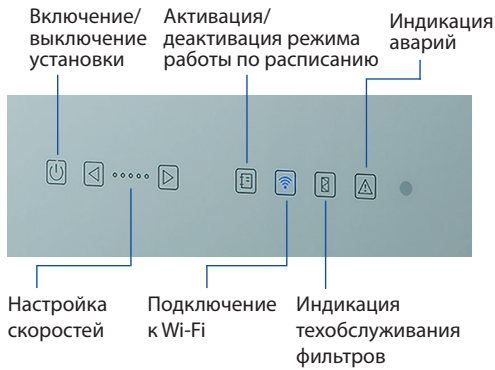 Включение/
выключение
установки
Активация/
деактивация режима
работы по расписанию
Индикация
аварий
Настройка
скоростей
Подключение
к Wi-Fi
Индикация
техобслуживания
фильтров